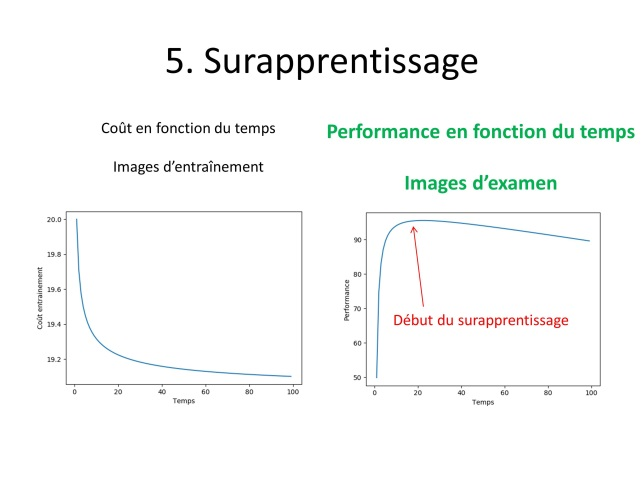 5. Surapprentissage
Coût en fonction du temps
Images d’entraînement
Performance en fonction du temps
Images d’examen
20.0
19.8
19.6
19.4
19.2
Coût entrainement
0 20 40 60 80 100
Temps
90
80
70
60
50
Performance
Début du surapprentissage
0 20 40 60 80 100
Temps